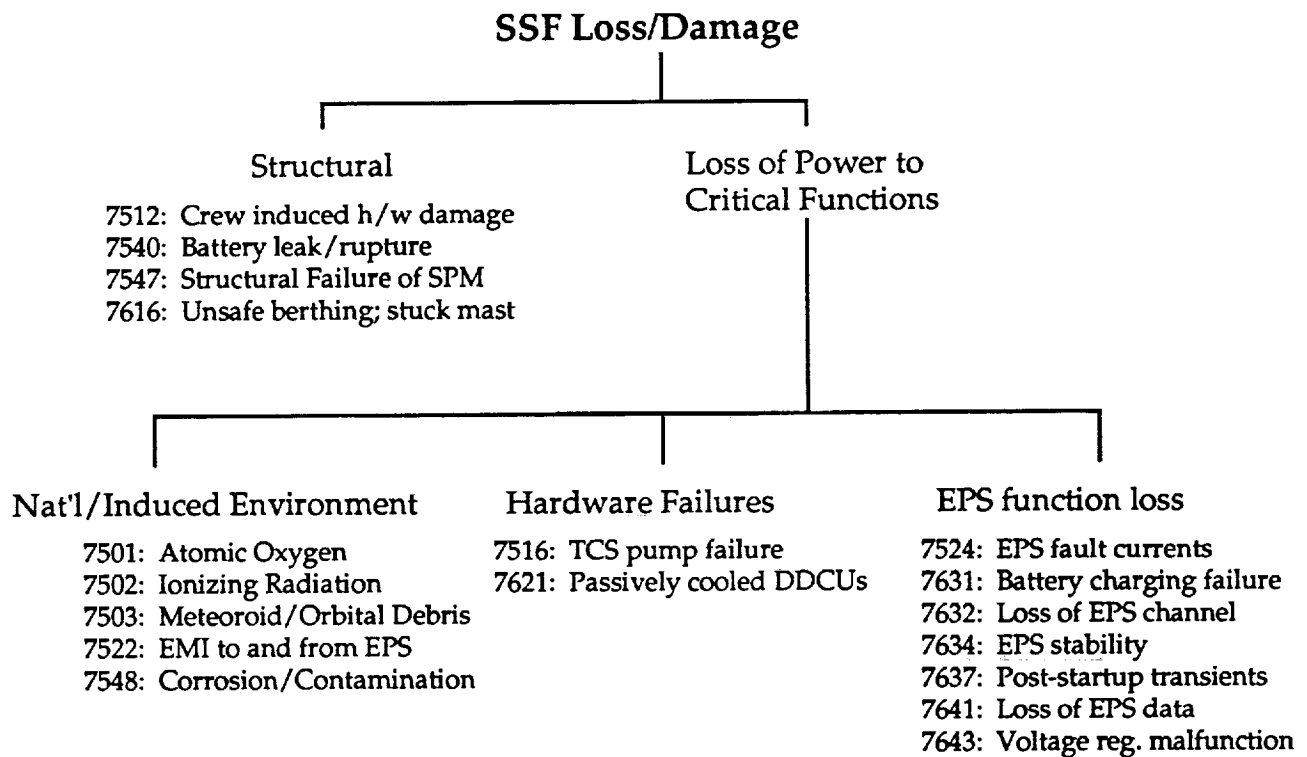 SSF Loss/Damage
Structural
7512: Crew induced h/w damage
7540: Battery leak/rupture
7547: Structural Failure of SPM
7616: Unsafe berthing; stuck mast
Loss of Power to
Critical Functions
Nat'l/Induced Environment
7501: Atomic Oxygen
7502: Ionizing Radiation
7503: Meteoroid/Orbital Debris
7522: EMI to and from EPS
7548: Corrosion/Contamination
Hardware Failures
7516: TCS pump failure
7621: Passively cooled DDCUs
EPS function loss
7524: EPS fault currents
7631: Battery charging failure
7632: Loss of EPS channel
7634: EPS stability
7637: Post-startup transients
7641: Loss of EPS data
7643: Voltage reg. malfunction